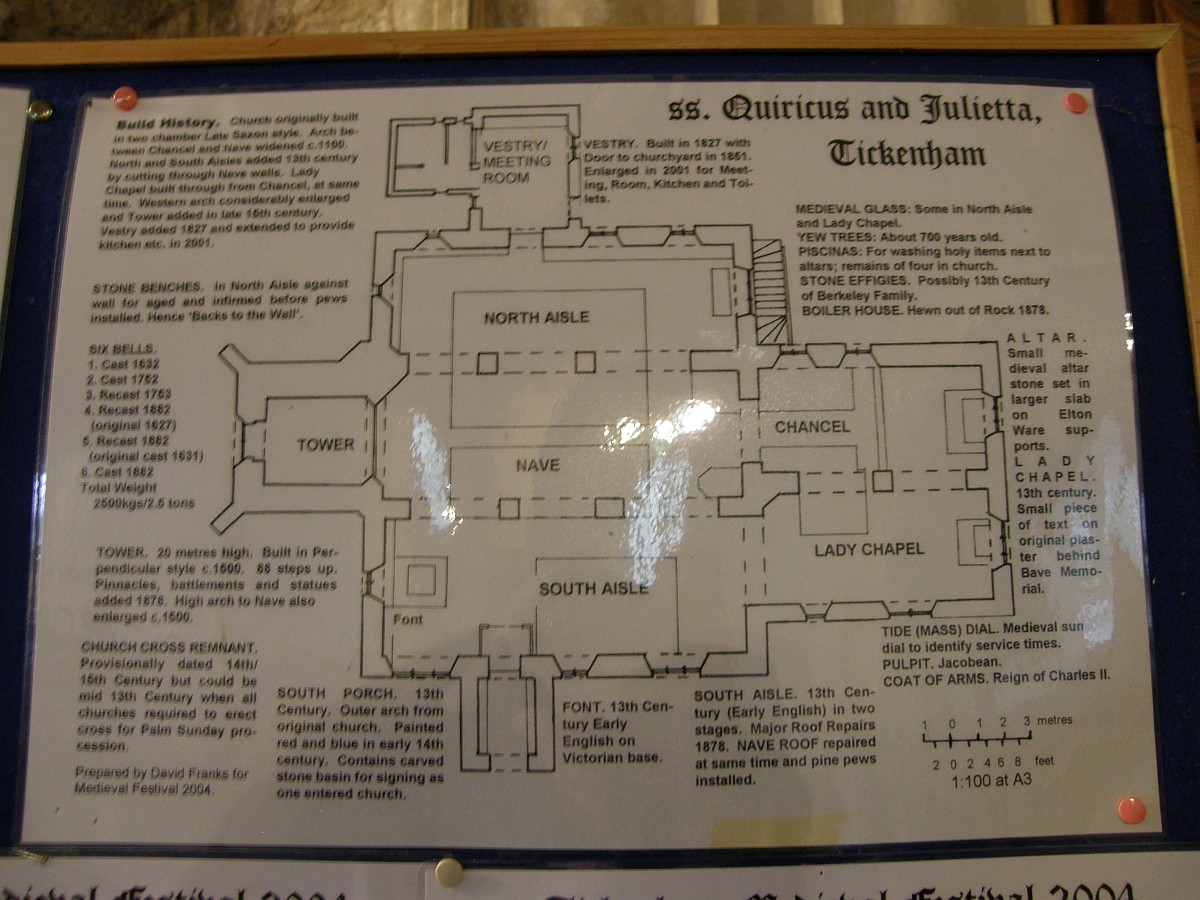 ss. Quiricus and Julietta,
Tickenham
Build History. Church originally built
in two chamber Late Saxon style. Arch be-
tween Chancel and Nave widened c.1100.
North and South Aisles added 13th century
by cutting through Nave walls. Lady
Chapel built through from Chancel, at same
time. Western arch considerably enlarged
and Tower added in late 15th century.
Vestry added 1827 and extended to provide
kitchen etc. in 2001.
STONE BENCHES. In North Aisle against
wall for aged and infirmed before pews
installed. Hence 'Backs to the Wall'.
SIX BELLS.
1. Cast 1632
2. Cast 1762
3. Recast 1763
4. Recast 1882
(original 1627)
5. Recast 1882
(original cast 1631)
6. Cast 1882
Total Weight
2590kgs/2.5 tons
TOWER. 20 metres high. Built in Per-
pendicular style c.1500. 88 steps up.
Pinnacles, battlements and statues
added 1878. High arch to Nave also
enlarged c.1500.
CHURCH CROSS REMNANT.
Provisionally dated 14th/
15th Century but could be
mid 13th Century when all
churches required to erect
cross for Palm Sunday pro-
cession.
Prepared by David Franks for
Medieval Festival 2004.
VESTRY/
MEETING
ROOM
VESTRY. Built in 1827 with
Door to churchyard in 1851.
Enlarged in 2001 for Meet-
ing, Room, Kitchen and Toi-
lets.
MEDIEVAL GLASS: Some in North Aisle
and Lady Chapel.
YEW TREES: About 700 years old.
PISCINAS: For washing holy items next to
altars; remains of four in church.
STONE EFFIGIES. Possibly 13th Century
of Berkeley Family.
BOILER HOUSE. Hewn out of Rock 1878.
ALTAR.
Small me-
dieval altar
stone set in
larger slab
on Elton
Ware sup-
ports.
LADY
CHAPEL.
13th century.
Small piece
of text on
original plas-
ter behind
Bave Memo-
rial.
NORTH AISLE
TOWER
NAVE
CHANCEL
LADY CHAPEL
SOUTH AISLE
Font
SOUTH PORCH. 13th
Century. Outer arch from
original church. Painted
red and blue in early 14th
century. Contains carved
stone basin for signing as
one entered church.
FONT. 13th Cen-
tury Early
English on
Victorian base.
SOUTH AISLE. 13th Cen-
tury (Early English) in two
stages. Major Roof Repairs
1878. NAVE ROOF repaired
at same time and pine pews
installed.
TIDE (MASS) DIAL. Medieval sun
dial to identify service times.
PULPIT. Jacobean.
COAT OF ARMS. Reign of Charles II.
1 0 1 2 3 metres
2 0 2 4 6 8 feet
1:100 at A3
Festival 2004
Festival 2004